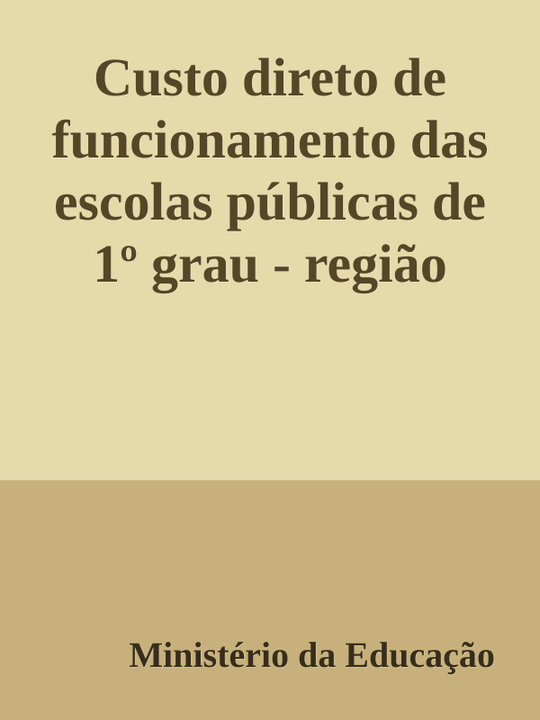 Custo direto de
funcionamento das
escolas públicas de
1º grau - região
Ministério da Educação